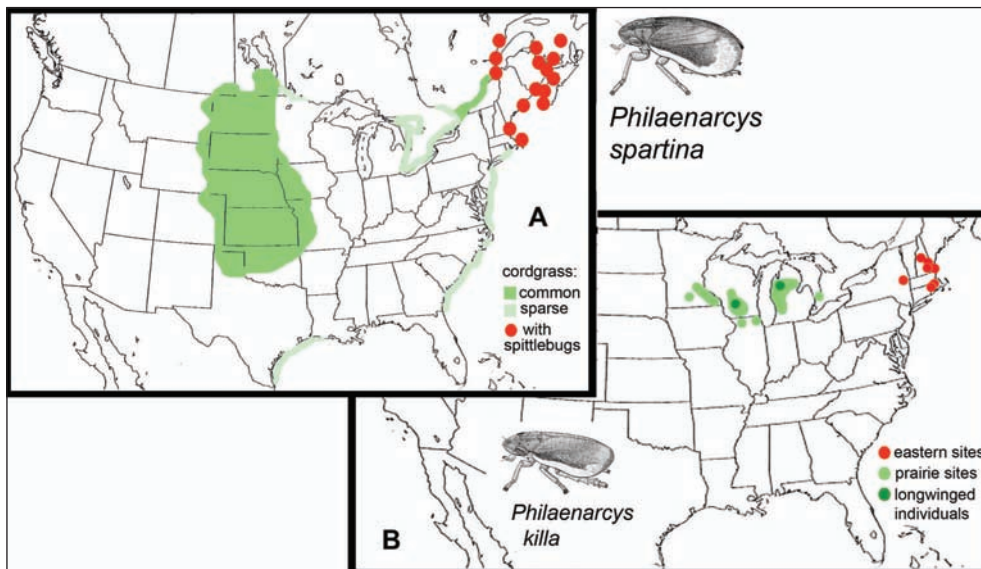 Philaenarcys
spartina
A
cordgrass:
common
sparse
with
spittlebugs
eastern sites
prairie sites
longwinged
individuals
Philaenarcys
killa
B